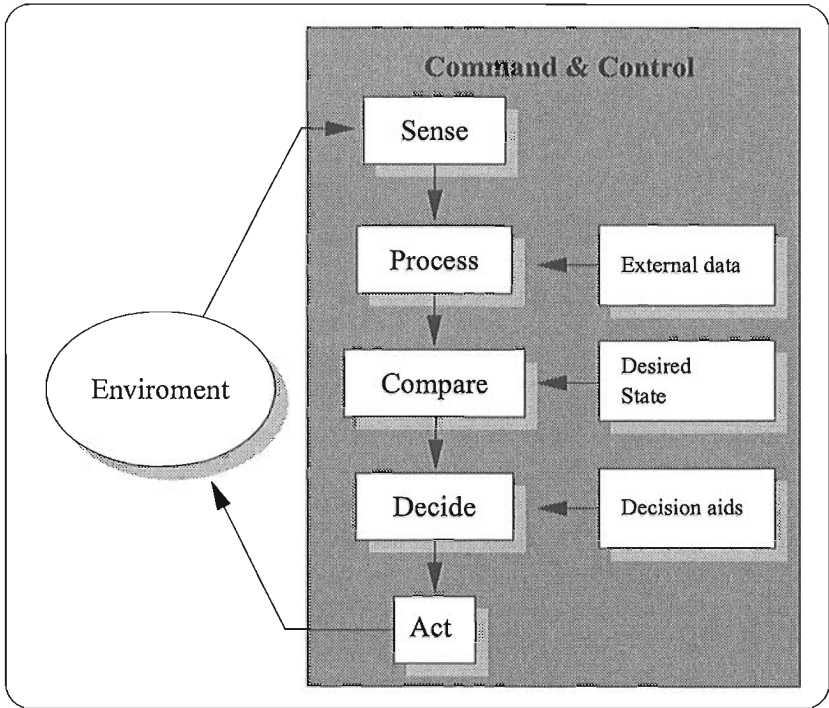 Command & Control
Sense
Process
External data
Enviroment
Compare
Desired
State
Decide
Decision aids
Act